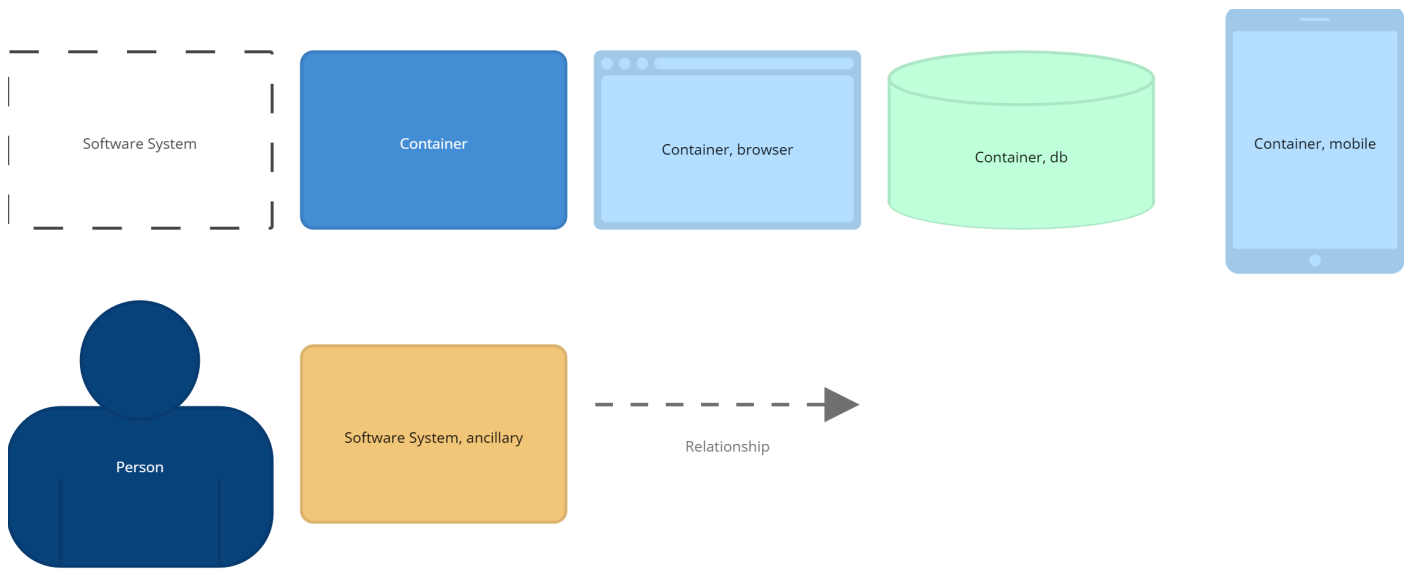 Software System
Container
Container, browser
Container, db
Container, mobile
Person
Software System, ancillary
Relationship